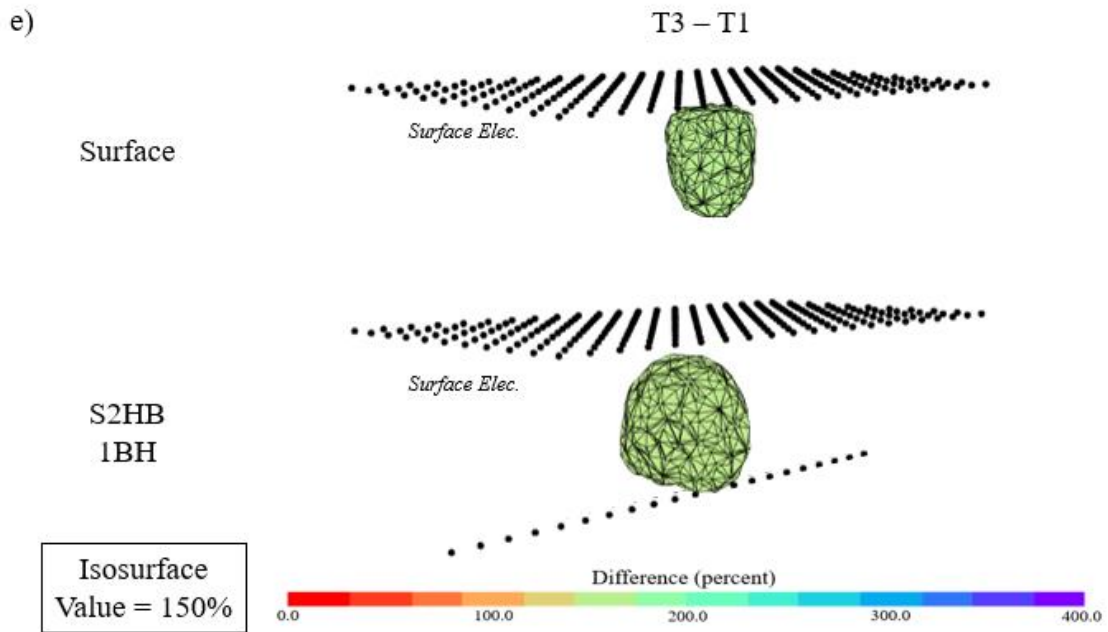 e)
T3 – T1
Surface Elec.
Surface
Surface Elec.
S2HB
1BH
Isosurface
Value = 150%
Difference (percent)
0.0 100.0 200.0 300.0 400.0